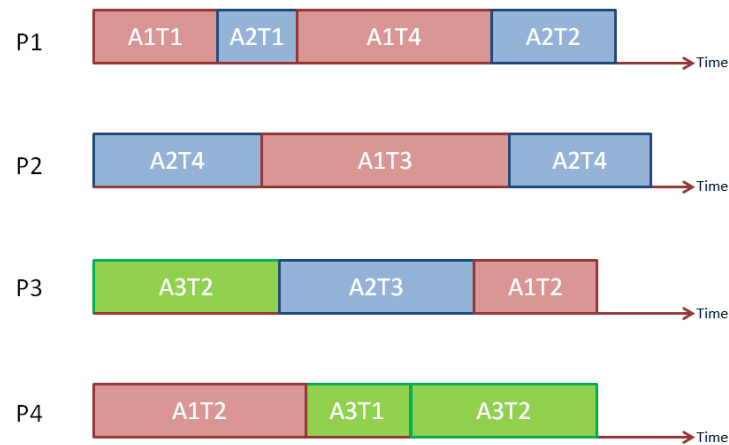 P1 A1T1 A2T1 A1T4 A2T2 Time
P2 A2T4 A1T3 A2T4 Time
P3 A3T2 A2T3 A1T2 Time
P4 A1T2 A3T1 A3T2 Time